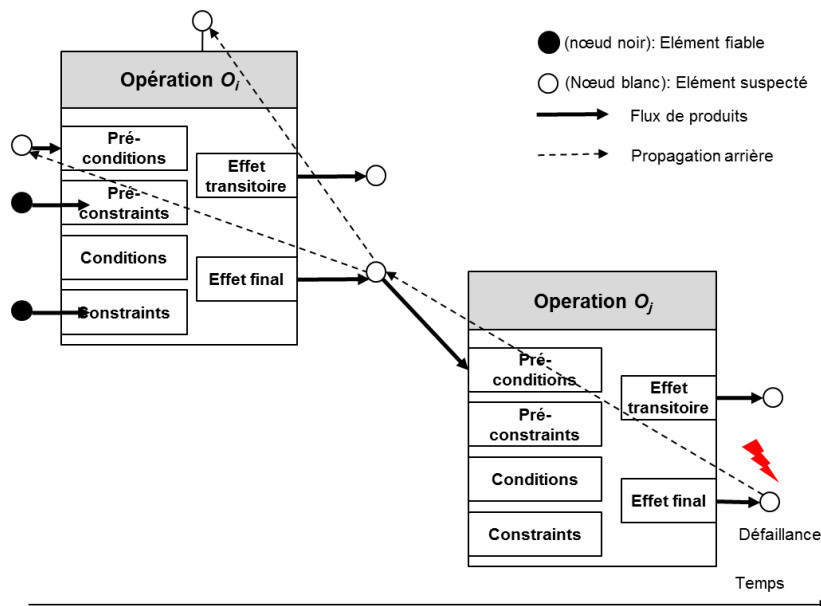 (nœud noir): Elément fiable
(Nœud blanc): Elément suspecté
Flux de produits
Propagation arrière
Opération Oi
Pré-
conditions
Pré-
constraints
Conditions
Constraints
Effet
transitoire
Effet final
Operation Oj
Pré-
conditions
Pré-
constraints
Conditions
Constraints
Effet
transitoire
Effet final
Défaillance
Temps